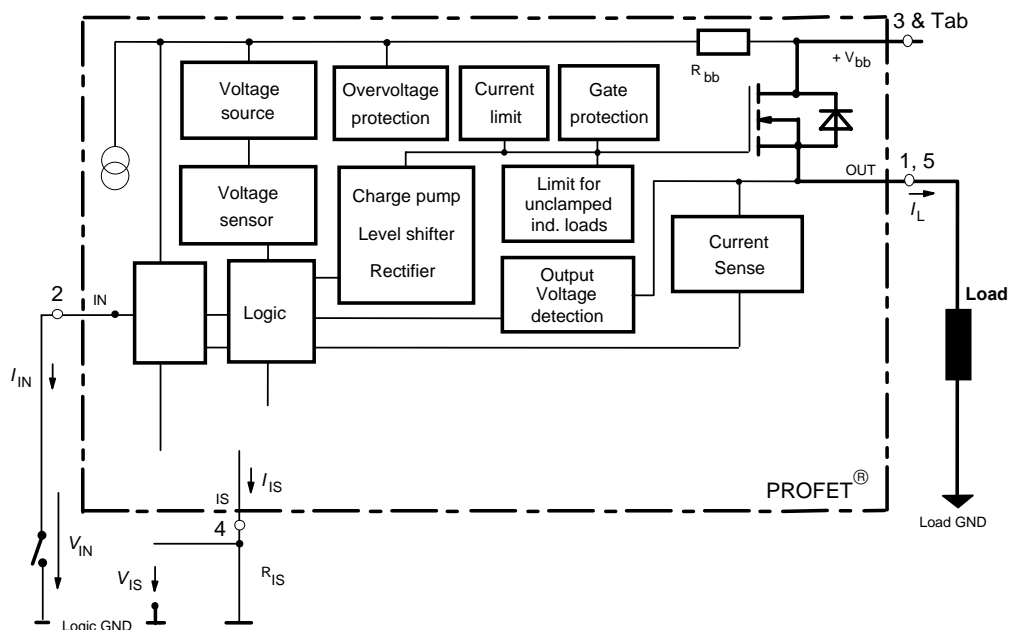 3 & Tab
R bb
+ V bb
Voltage
source
Overvoltage
protection
Current
limit
Gate
protection
Voltage
sensor
Charge pump
Level shifter
Rectifier
Limit for
unclamped
ind. loads
OUT
1, 5
I L
Current
Sense
Output
Voltage
detection
Logic
Load
2
IN
I IN
I IS
IS
PROFET®
4
Load GND
V IN
V IS
R IS
Logic GND